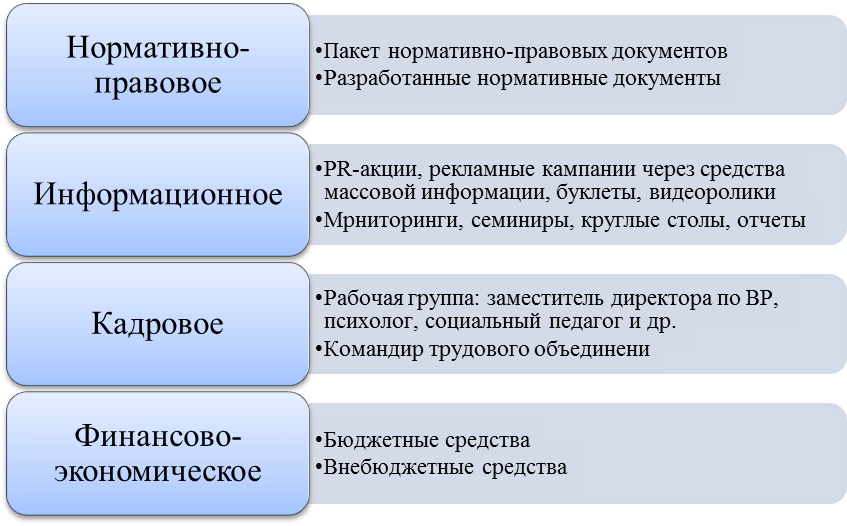 Нормативно-
правовое
•Пакет нормативно-правовых документов
•Разработанные нормативные документы
Информационное
•PR-акции, рекламные кампании через средства
массовой информации, буклеты, видеоролики
•Мрниторинги, семиниры, круглые столы, отчеты
Кадровое
•Рабочая группа: заместитель директора по ВР,
психолог, социальный педагог и др.
•Командир трудового объединени
Финансово-
экономическое
•Бюджетные средства
•Внебюджетные средства